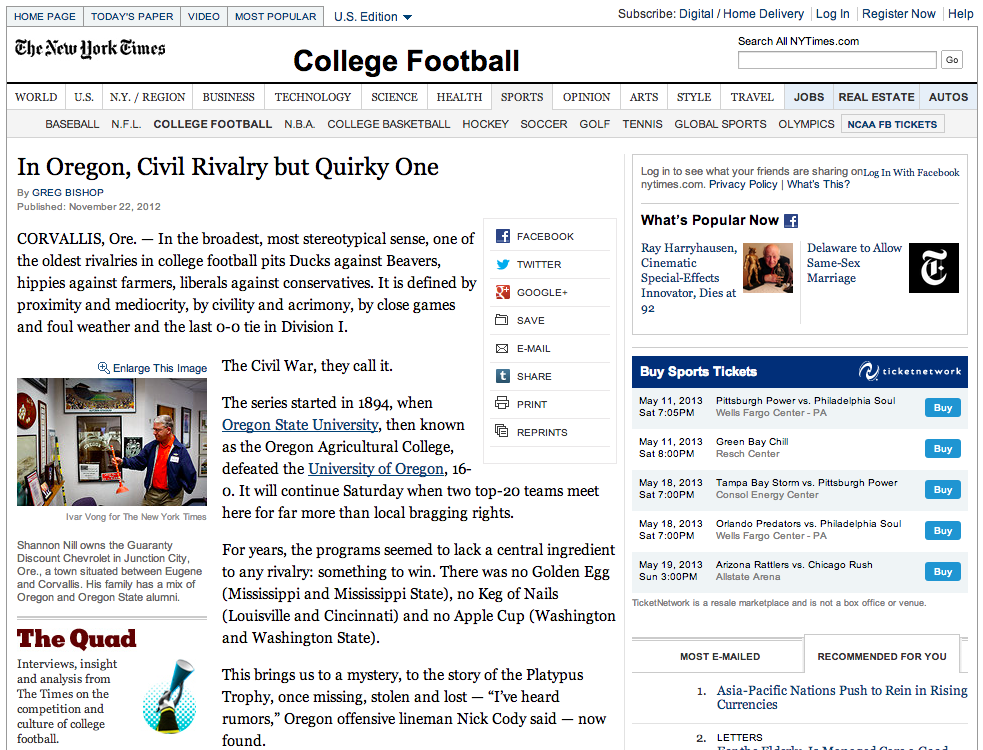 HOME PAGE TODAY'S PAPER VIDEO MOST POPULAR U.S. Edition
Subscribe: Digital / Home Delivery Log In Register Now Help
The New York Times
College Football
Search All NYTimes.com
Go
WORLD U.S. N.Y. / REGION BUSINESS TECHNOLOGY SCIENCE HEALTH SPORTS OPINION ARTS STYLE TRAVEL JOBS REAL ESTATE AUTOS
BASEBALL N.F.L. COLLEGE FOOTBALL N.B.A. COLLEGE BASKETBALL HOCKEY SOCCER GOLF TENNIS GLOBAL SPORTS OLYMPICS NCAA FB TICKETS
In Oregon, Civil Rivalry but Quirky One
By GREG BISHOP
Published: November 22, 2012
CORVALLIS, Ore. — In the broadest, most stereotypical sense, one of
the oldest rivalries in college football pits Ducks against Beavers,
hippies against farmers, liberals against conservatives. It is defined by
proximity and mediocrity, by civility and acrimony, by close games
and foul weather and the last 0-0 tie in Division I.
FACEBOOK
TWITTER
GOOGLE+
SAVE
E-MAIL
SHARE
PRINT
REPRINTS
Enlarge This Image
Ivar Vong for The New York Times
Shannon Nill owns the Guaranty
Discount Chevrolet in Junction City,
Ore., a town situated between Eugene
and Corvallis. His family has a mix of
Oregon and Oregon State alumni.
The Quad
Interviews, insight
and analysis from
The Times on the
competition and
culture of college
football.
The Civil War, they call it.
The series started in 1894, when
Oregon State University, then known
as the Oregon Agricultural College,
defeated the University of Oregon, 16-
0. It will continue Saturday when two top-20 teams meet
here for far more than local bragging rights.
For years, the programs seemed to lack a central ingredient
to any rivalry: something to win. There was no Golden Egg
(Mississippi and Mississippi State), no Keg of Nails
(Louisville and Cincinnati) and no Apple Cup (Washington
and Washington State).
This brings us to a mystery, to the story of the Platypus
Trophy, once missing, stolen and lost — “I’ve heard
rumors,” Oregon offensive lineman Nick Cody said — now
found.
Log in to see what your friends are sharing on Log In With Facebook
nytimes.com. Privacy Policy | What's This?
What's Popular Now
Ray Harryhausen,
Cinematic
Special-Effects
Innovator, Dies at
92
Delaware to Allow
Same-Sex
Marriage
Buy Sports Tickets ticketnetwork
May 11, 2013 Pittsburgh Power vs. Philadelphia Soul
Sat 7:05PM Wells Fargo Center - PA Buy
May 11, 2013 Green Bay Chill
Sat 8:00PM Resch Center Buy
May 18, 2013 Tampa Bay Storm vs. Pittsburgh Power
Sat 7:00PM Consol Energy Center Buy
May 18, 2013 Orlando Predators vs. Philadelphia Soul
Sat 7:00PM Wells Fargo Center - PA Buy
May 19, 2013 Arizona Rattlers vs. Chicago Rush
Sun 3:00PM Allstate Arena Buy
TicketNetwork is a resale marketplace and is not a box office or venue.
MOST E-MAILED RECOMMENDED FOR YOU
1. Asia-Pacific Nations Push to Rein in Rising
Currencies
2. LETTERS